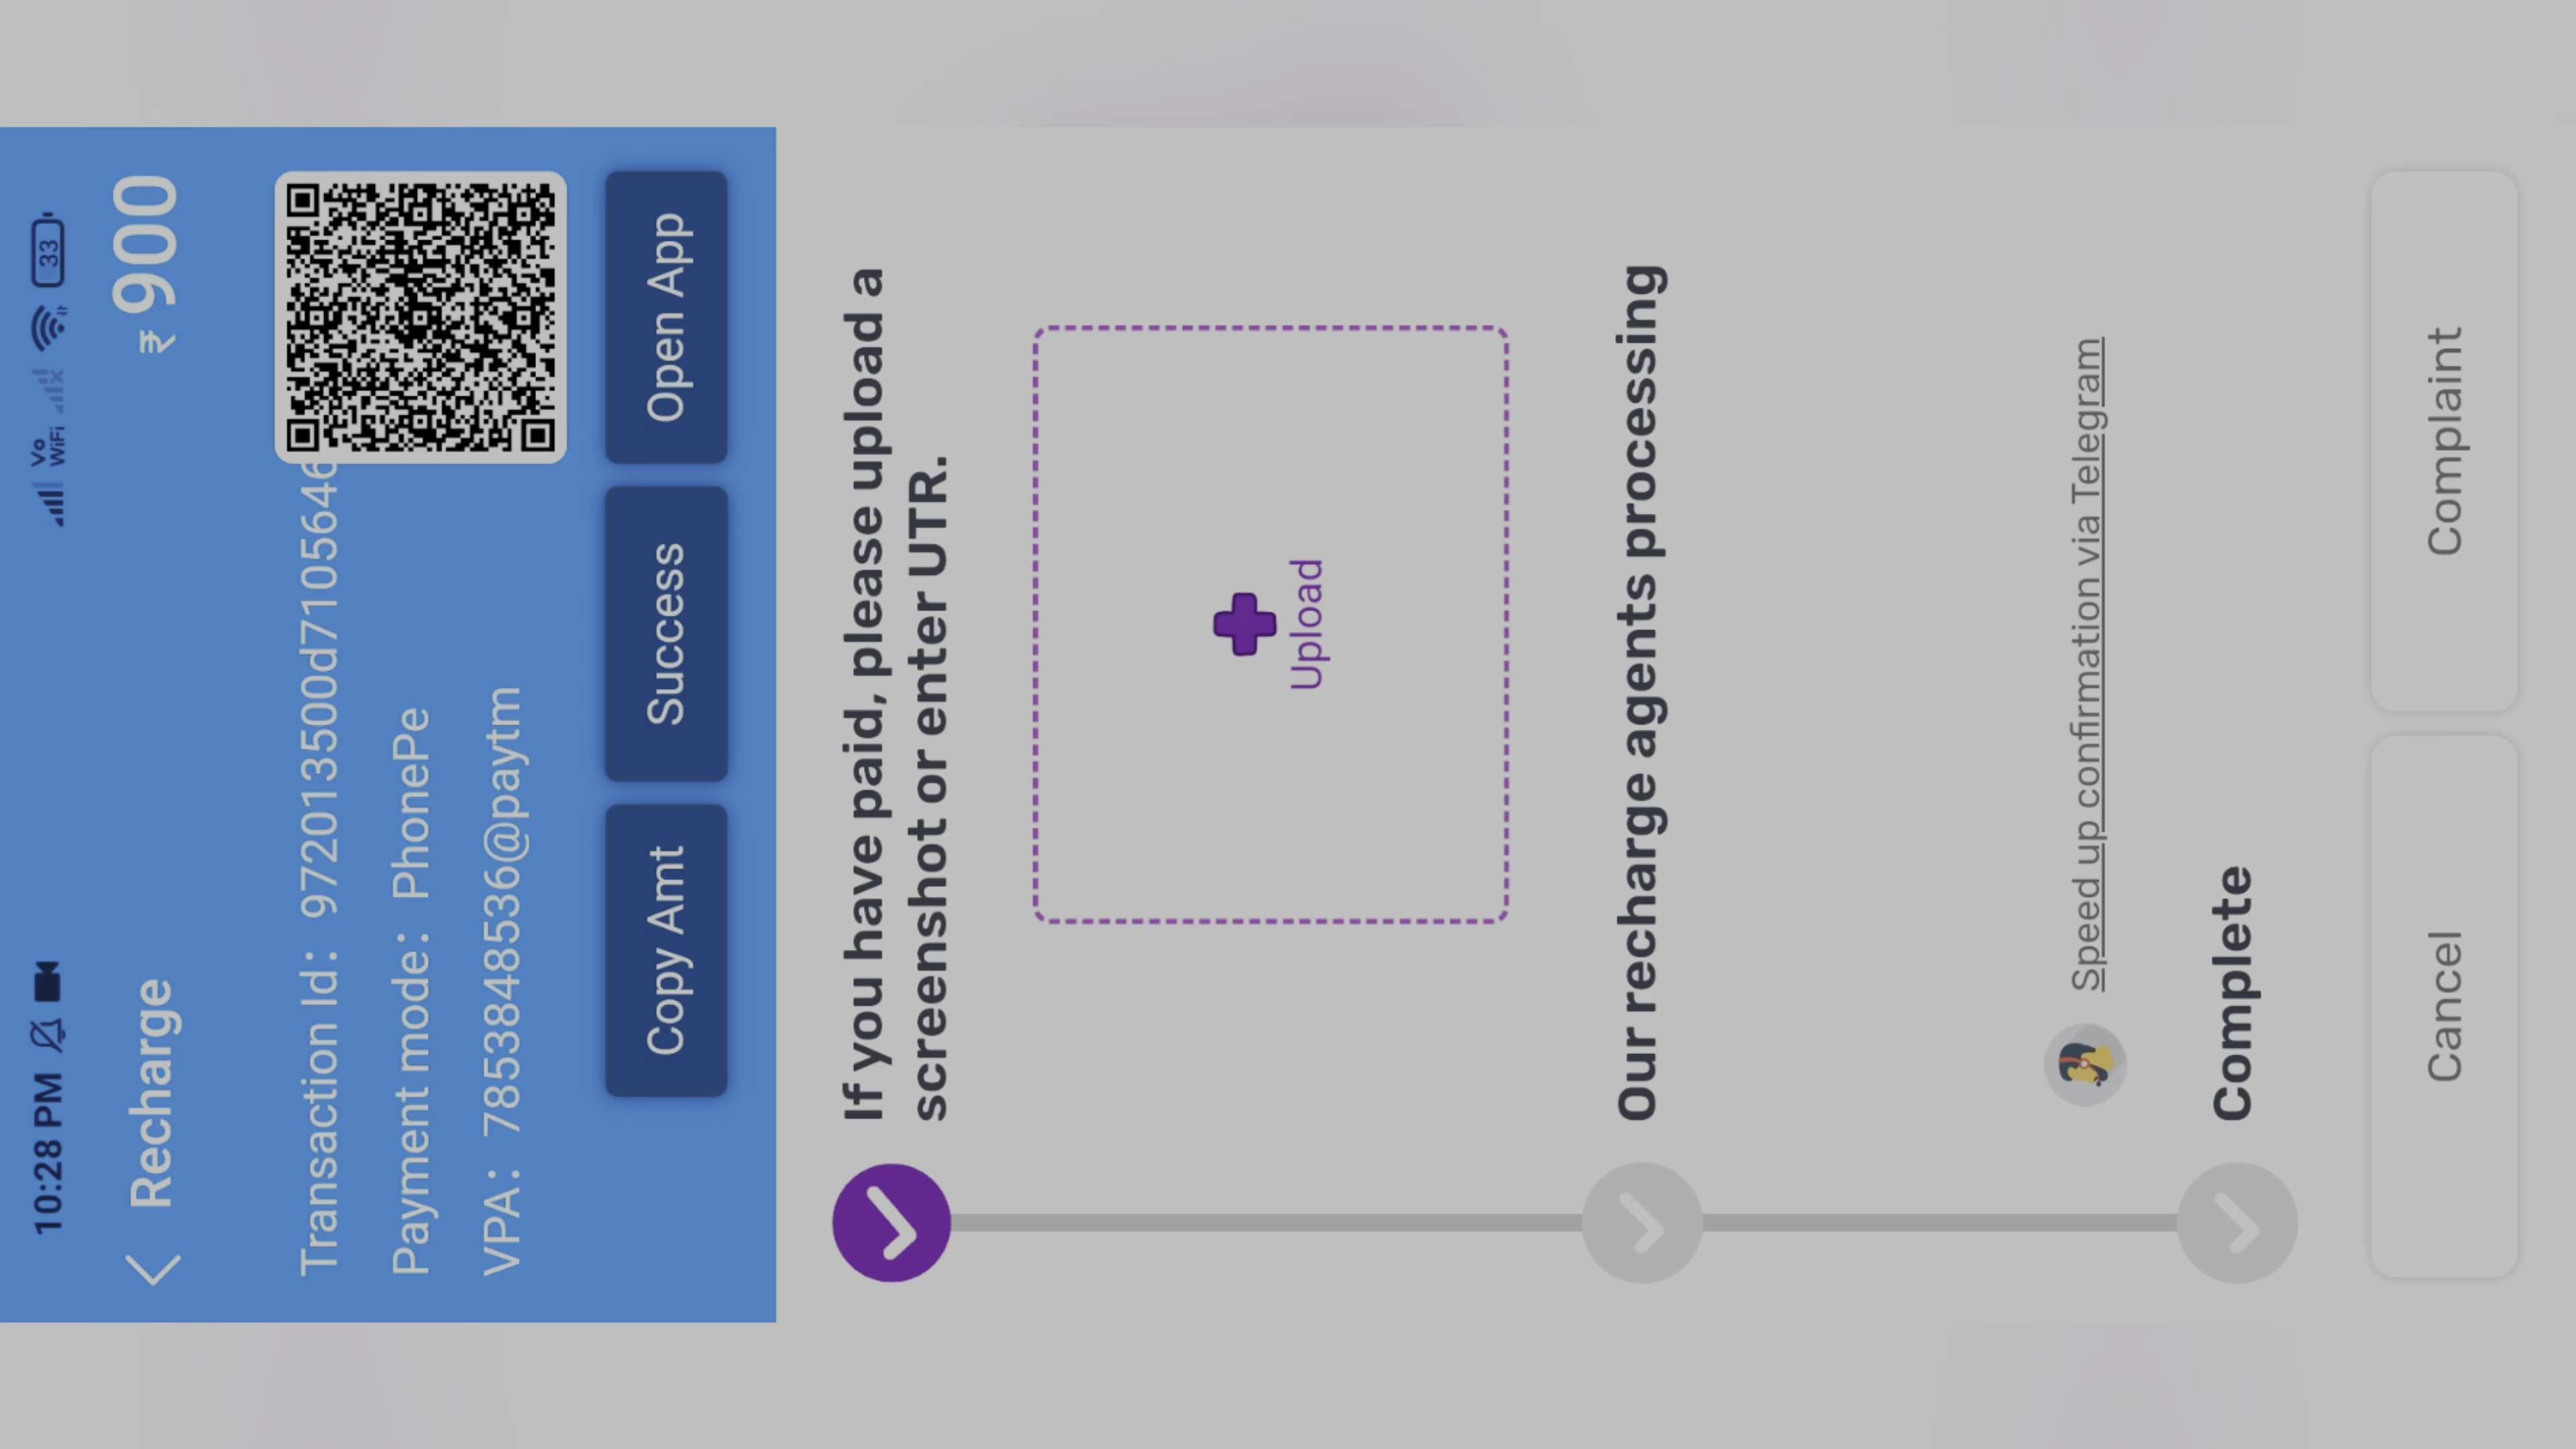 10:28 PM Vo WiFi 33
Recharge ₹ 900
Transaction Id: 972013500d7105646
Payment mode: PhonePe
VPA: 7853848536@paytm
Copy Amt Success Open App
If you have paid, please upload a
screenshot or enter UTR.
Upload
Our recharge agents processing
Speed up confirmation via Telegram
Complete
Cancel Complaint